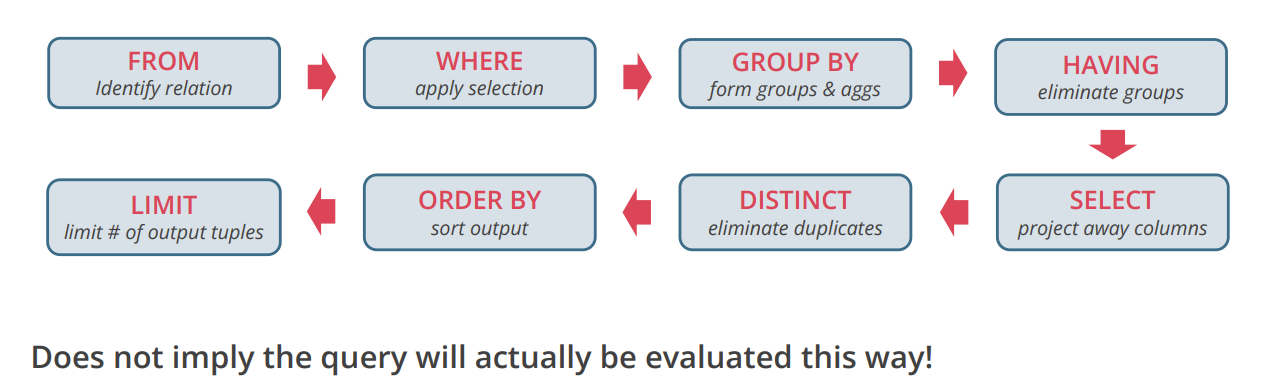 FROM
Identify relation
WHERE
apply selection
GROUP BY
form groups & aggs
HAVING
eliminate groups
SELECT
project away columns
DISTINCT
eliminate duplicates
ORDER BY
sort output
LIMIT
limit # of output tuples
Does not imply the query will actually be evaluated this way!